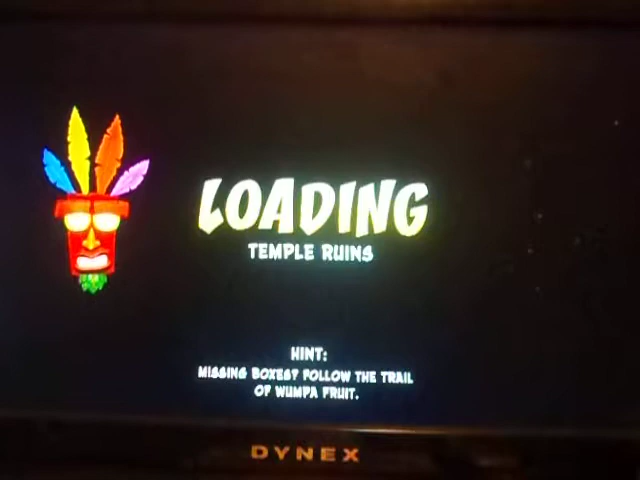 LOADING
TEMPLE RUINS
HINT:
MISSING BOXES? FOLLOW THE TRAIL
OF WUMPA FRUIT.
DYNEX